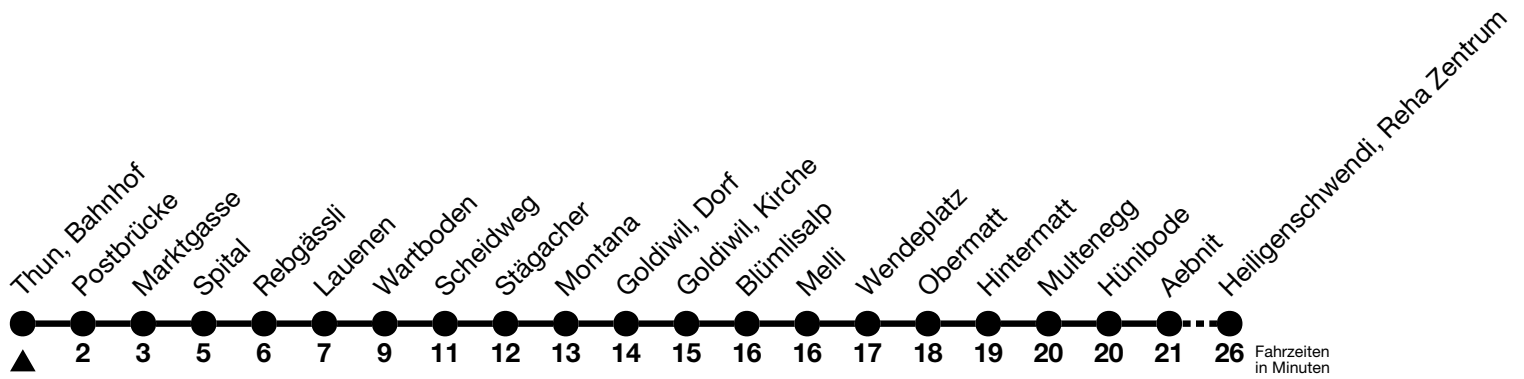 Thun, Bahnhof
Postbrücke
Marktgasse
Spital
Rebgässli
Lauenen
Wartboden
Scheidweg
Stägacher
Montana
Goldiwil, Dorf
Goldiwil, Kirche
Blümlisalp
Melli
Wendeplatz
Obermatt
Hintermatt
Multenegg
Hünibode
Aebnit
Heiligenschwendi, Reha Zentrum
2 3 5 6 7 9 11 12 13 14 15 16 16 17 18 19 20 20 21 26
Fahrzeiten
in Minuten